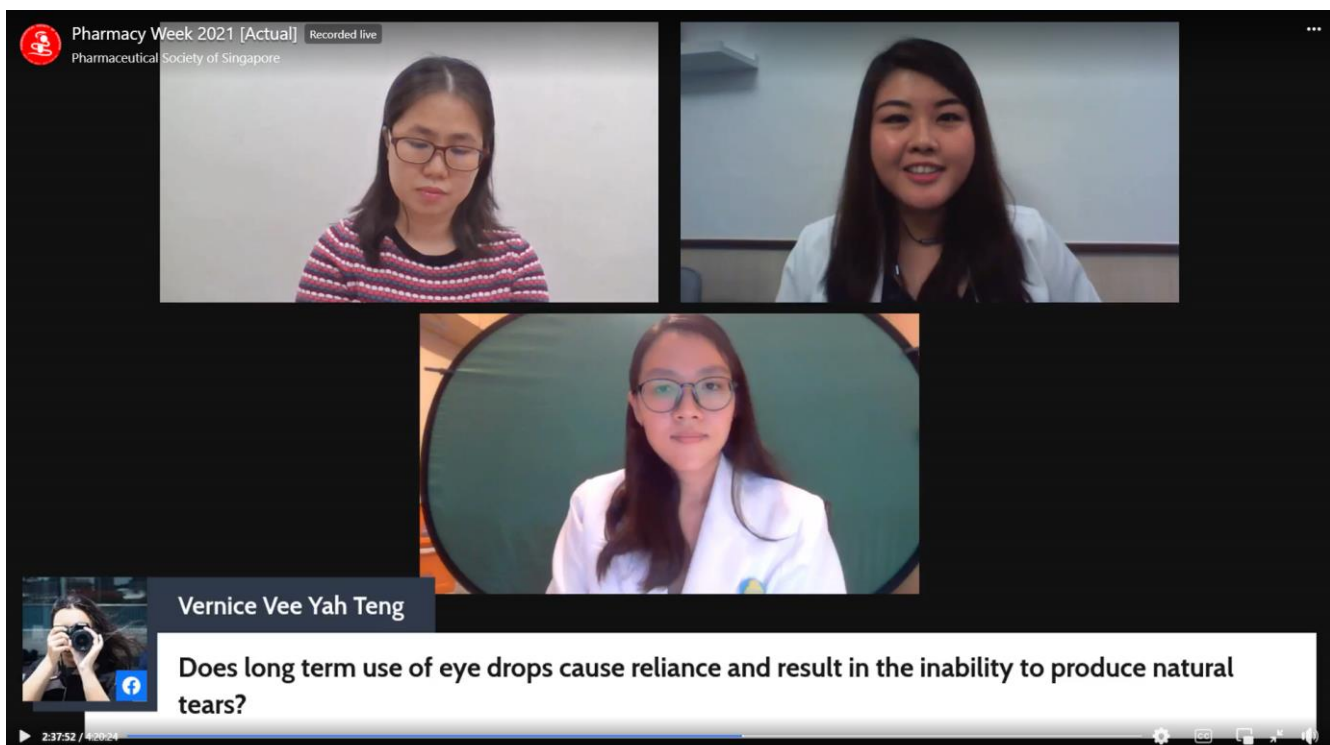 Pharmacy Week 2021 [Actual] Recorded live
Pharmaceutical Society of Singapore
Vernice Vee Yah Teng
Does long term use of eye drops cause reliance and result in the inability to produce natural
tears?
2:37:52 / 4:20:24
CC